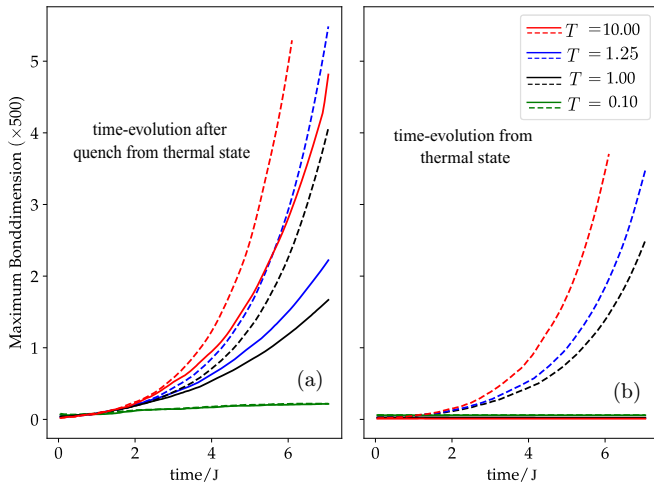 Maximum Bonddimension (×500)
5
4
3
2
1
0
time-evolution after
quench from thermal state
(a)
0
2
4
6
time/J
time-evolution from
thermal state
T =10.00
T = 1.25
T = 1.00
T = 0.10
(b)
0
2
4
6
time/J